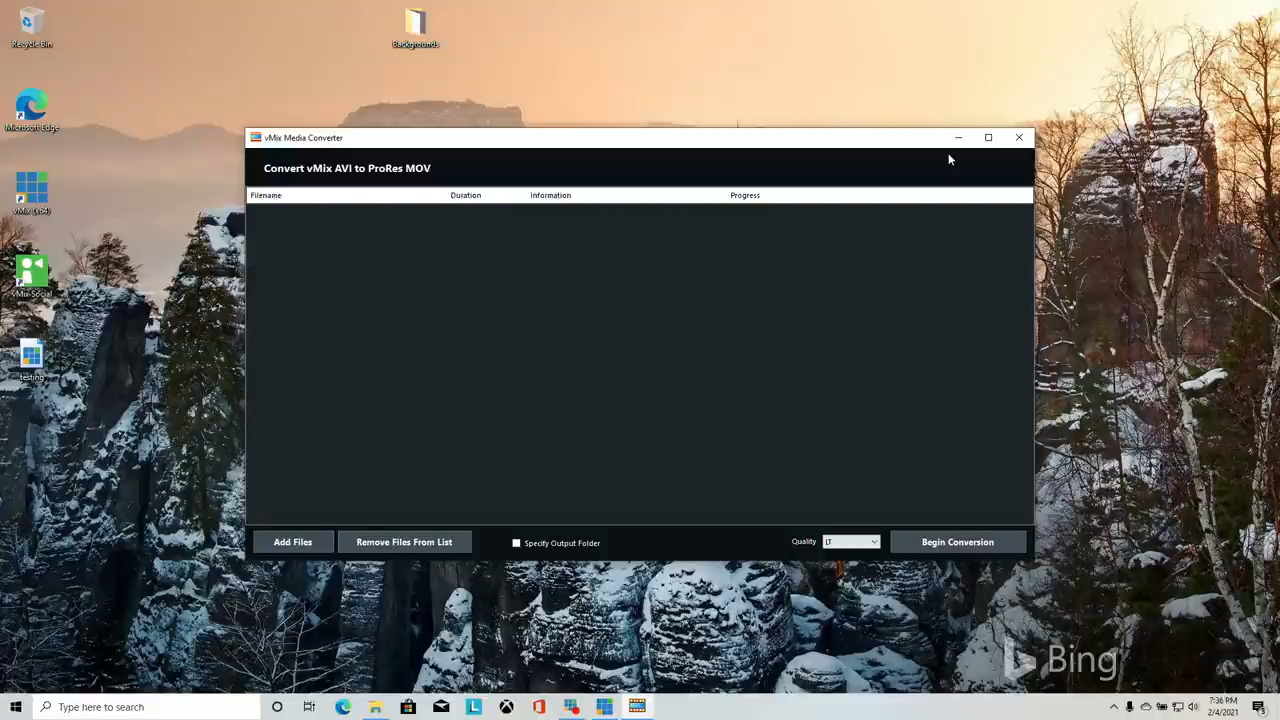 Recycle Bin
Backgrounds
Microsoft Edge
vMix (x64)
vMix Social
testing
vMix Media Converter
Convert vMix AVI to ProRes MOV
Filename Duration Information Progress
Add Files Remove Files From List Specify Output Folder Quality LT Begin Conversion
Bing
Type here to search
7:36 PM
2/4/2021